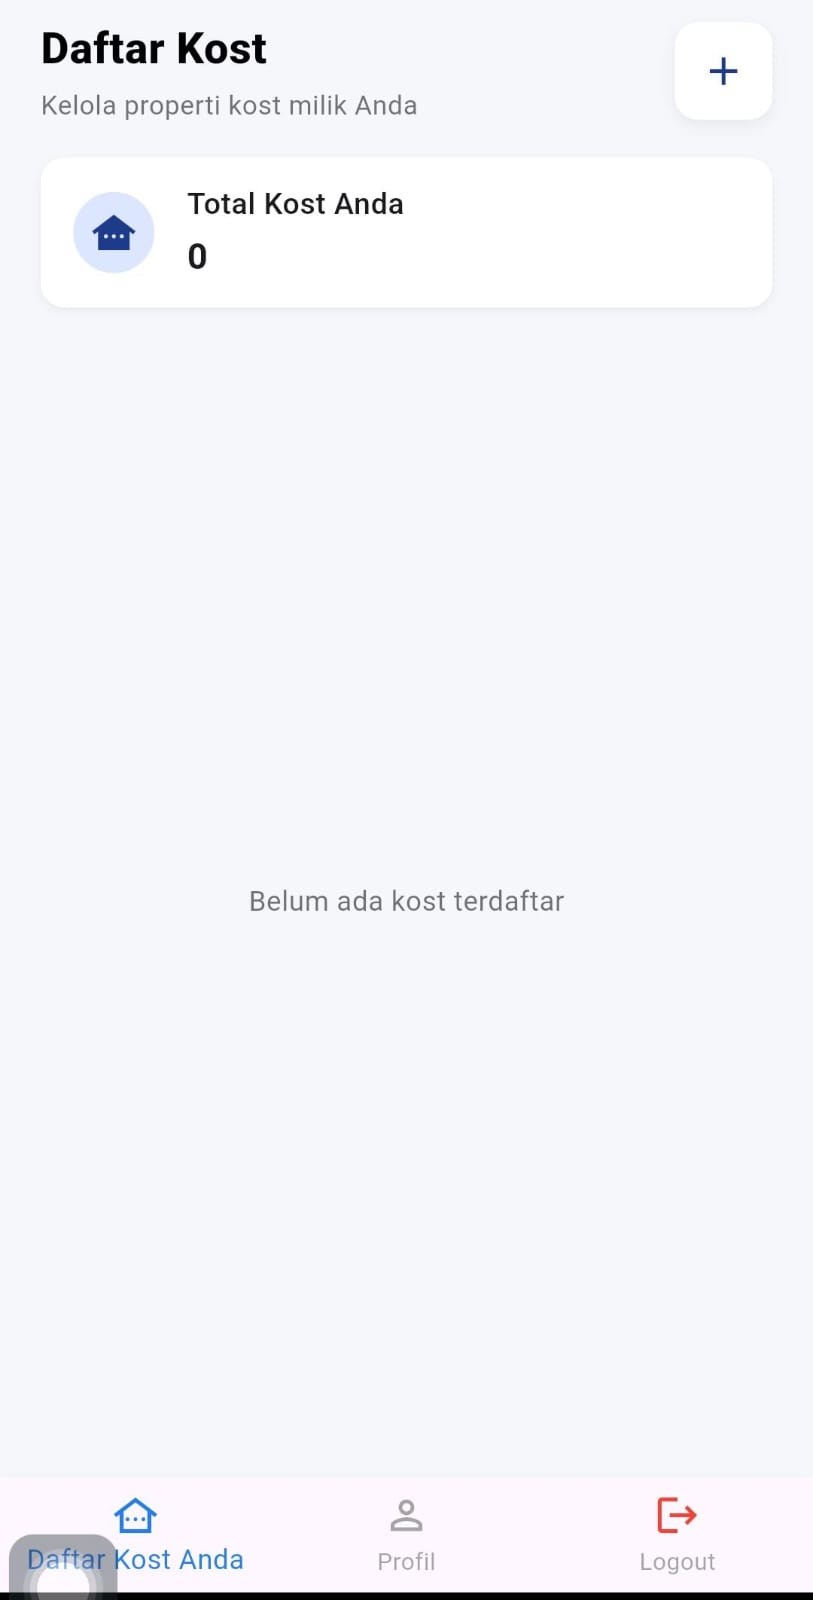 Daftar Kost
Kelola properti kost milik Anda
Total Kost Anda
0
Belum ada kost terdaftar
Daftar Kost Anda
Profil
Logout